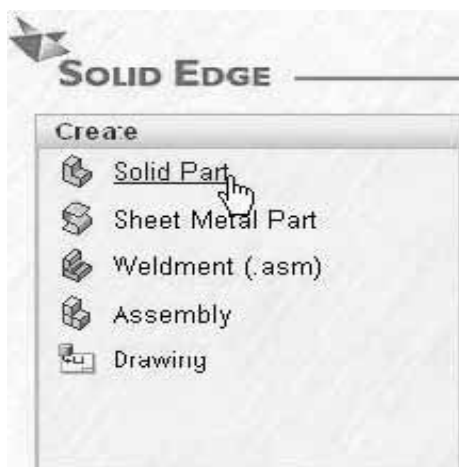 SOLID EDGE
Create
Solid Part
Sheet Metal Part
Weldment (.asm)
Assembly
Drawing